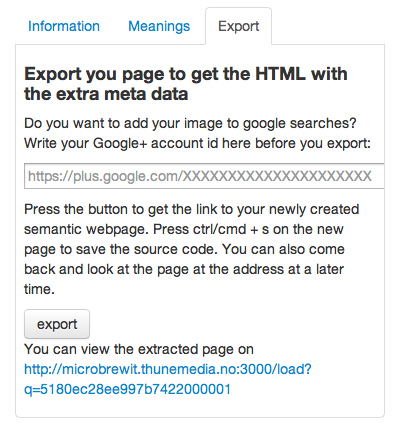 Information Meanings Export
Export you page to get the HTML with
the extra meta data
Do you want to add your image to google searches?
Write your Google+ account id here before you export:
https://plus.google.com/XXXXXXXXXXXXXXXXXXXXX
Press the button to get the link to your newly created
semantic webpage. Press ctrl/cmd + s on the new
page to save the source code. You can also come
back and look at the page at the address at a later
time.
export
You can view the extracted page on
http://microbrewit.thunemedia.no:3000/load?
q=5180ec28ee997b7422000001